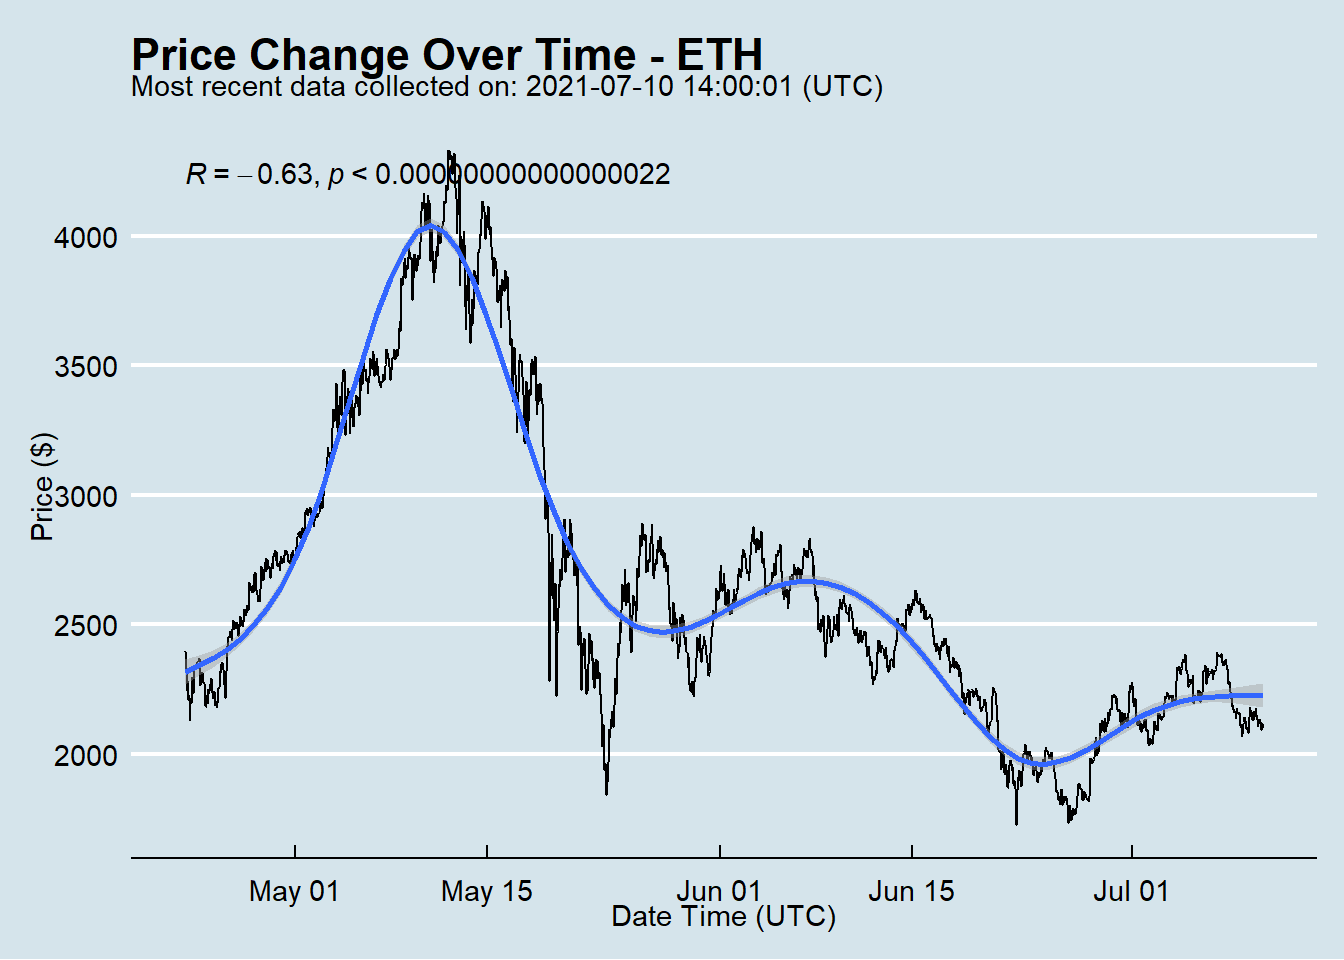 Price Change Over Time - ETH
Most recent data collected on: 2021-07-10 14:00:01 (UTC)
R = −0.63, p < 0.00000000000000022
4000
3500
3000
2500
2000
Price ($)
May 01
May 15
Jun 01
Jun 15
Jul 01
Date Time (UTC)